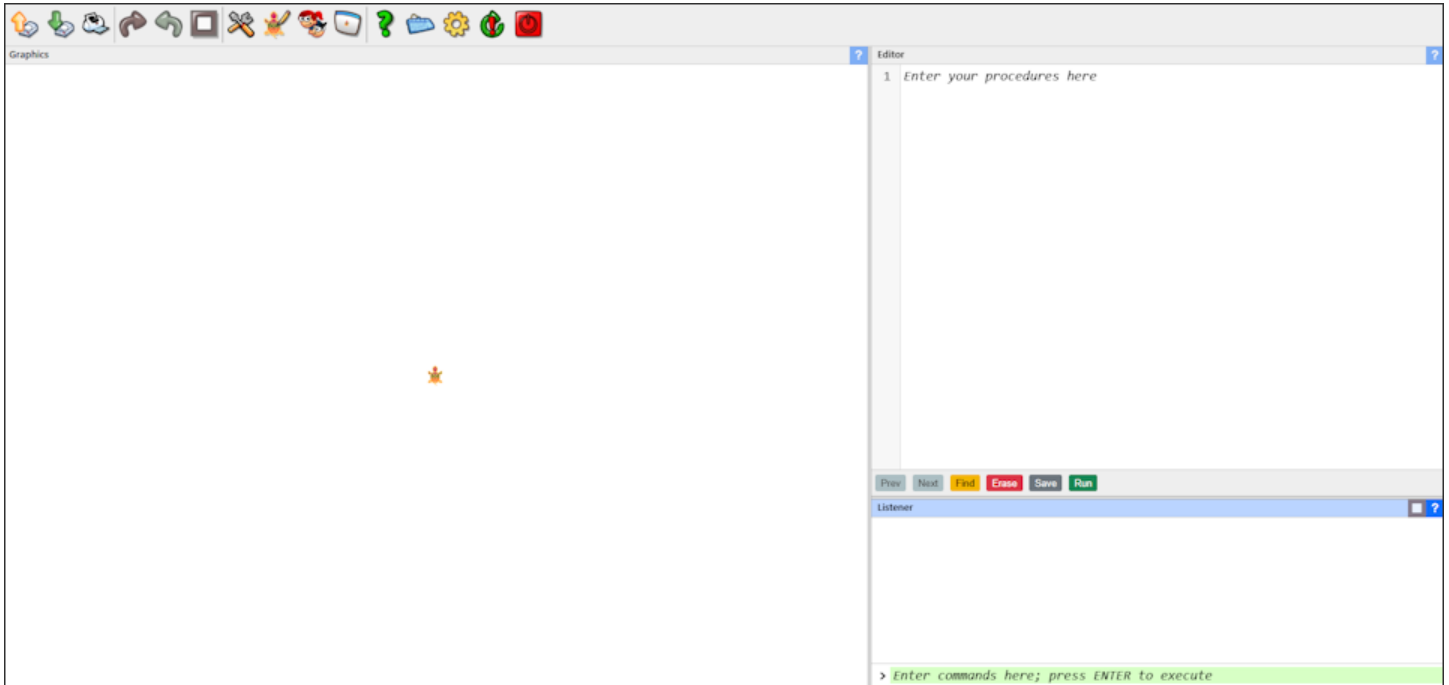 Graphics
?
Editor
?
1 Enter your procedures here
Prev Next Find Erase Save Run
Listener
?
> Enter commands here; press ENTER to execute